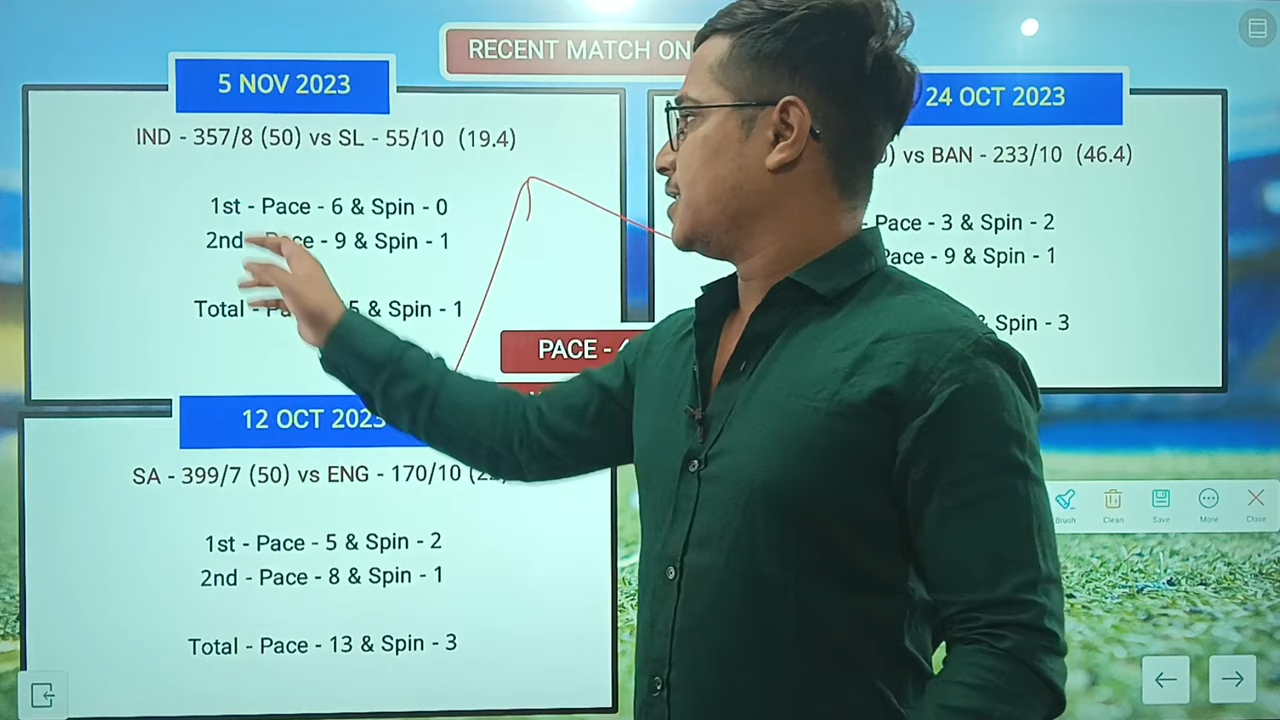 RECENT MATCH ON
5 NOV 2023
IND - 357/8 (50) vs SL - 55/10 (19.4)
1st - Pace - 6 & Spin - 0
2nd - Pace - 9 & Spin - 1
Total - 5 & Spin - 1
24 OCT 2023
vs BAN - 233/10 (46.4)
- Pace - 3 & Spin - 2
Pace - 9 & Spin - 1
& Spin - 3
PACE -
12 OCT 2023
SA - 399/7 (50) vs ENG - 170/10
1st - Pace - 5 & Spin - 2
2nd - Pace - 8 & Spin - 1
Total - Pace - 13 & Spin - 3
Brush Clean Save More Close